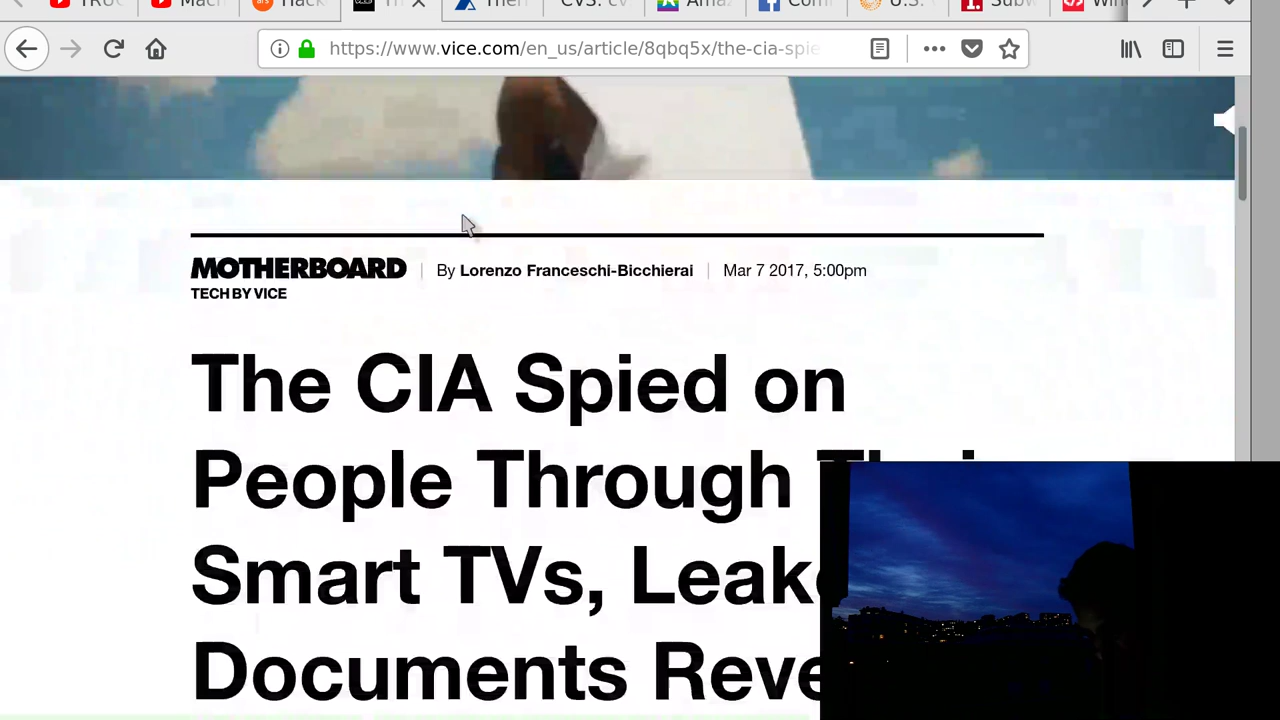 https://www.vice.com/en_us/article/8qbq5x/the-cia-spie
MOTHERBOARD
TECH BY VICE
By Lorenzo Franceschi-Bicchierai
Mar 7 2017, 5:00pm
The CIA Spied on
People Through
Smart TVs, Leake
Documents Reve